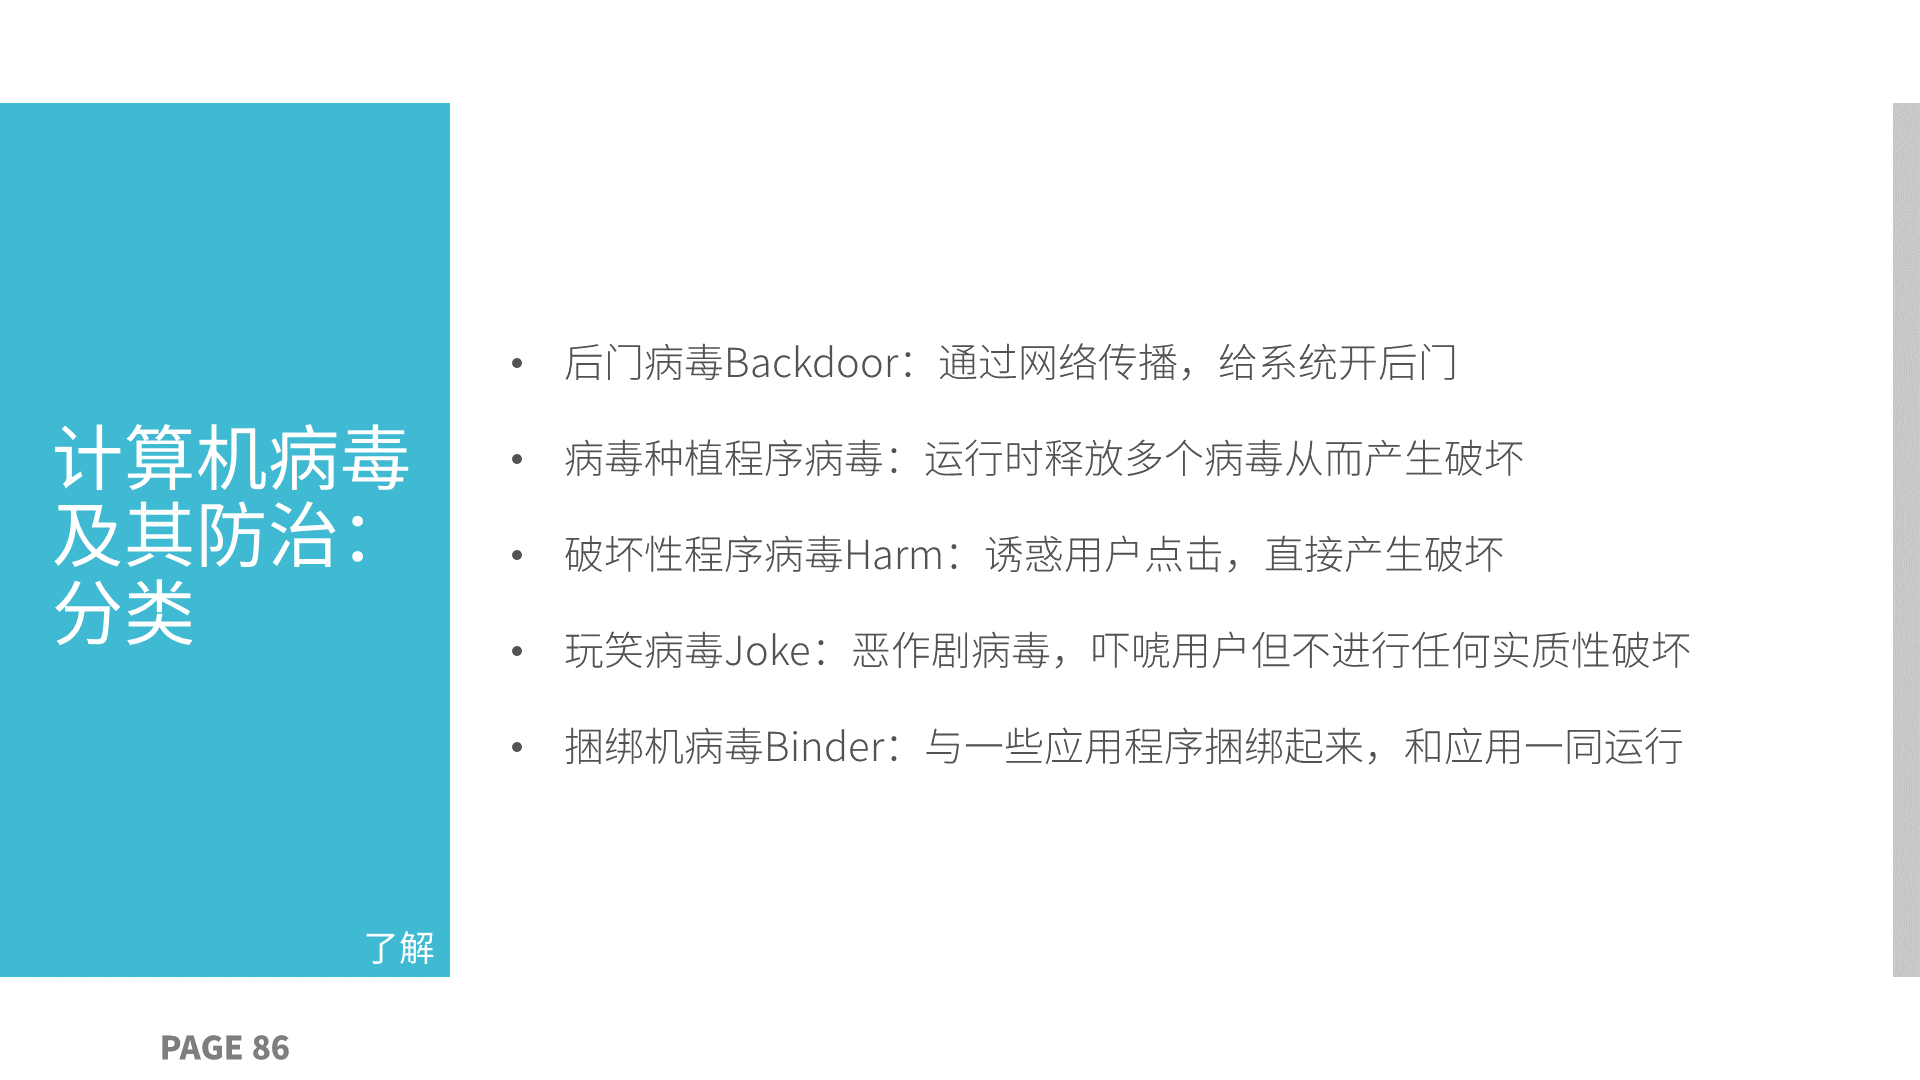 计算机病毒
及其防治：
分类
了解
• 后门病毒Backdoor：通过网络传播，给系统开后门
• 病毒种植程序病毒：运行时释放多个病毒从而产生破坏
• 破坏性程序病毒Harm：诱惑用户点击，直接产生破坏
• 玩笑病毒Joke：恶作剧病毒，吓唬用户但不进行任何实质性破坏
• 捆绑机病毒Binder：与一些应用程序捆绑起来，和应用一同运行
PAGE 86